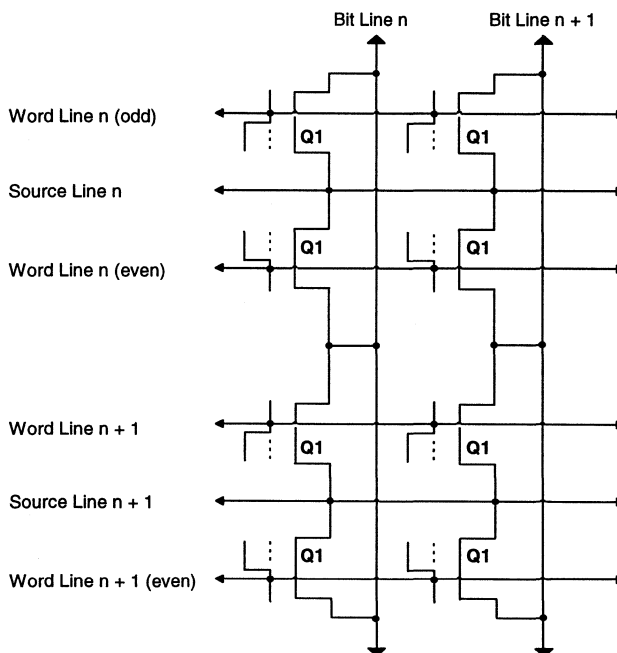 Bit Line n Bit Line n + 1
Word Line n (odd)
Q1 Q1
Source Line n
Q1 Q1
Word Line n (even)
Word Line n + 1
Q1 Q1
Source Line n + 1
Q1 Q1
Word Line n + 1 (even)